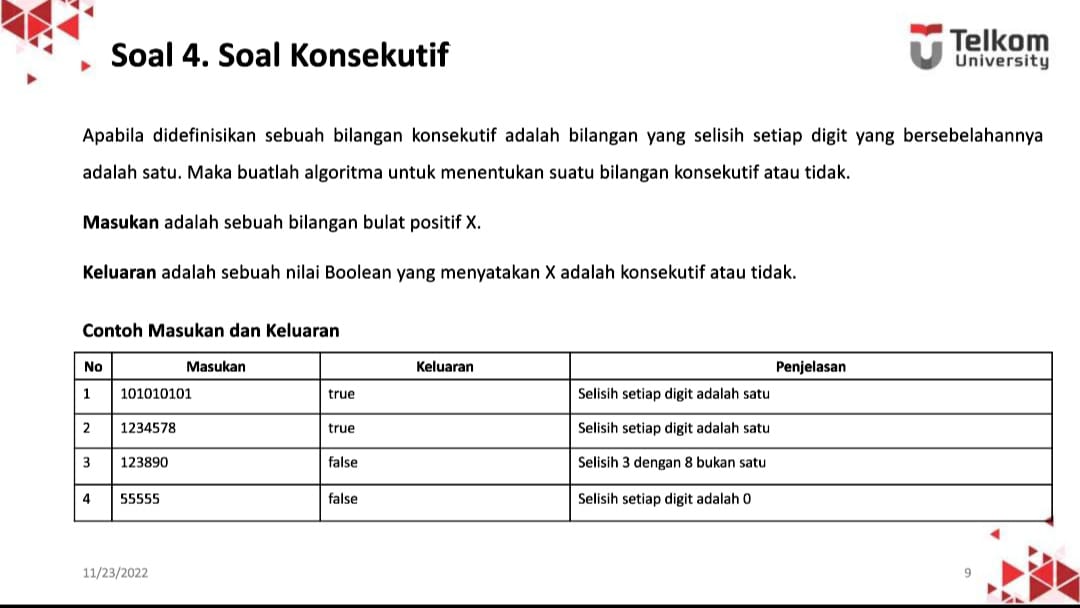 Soal 4. Soal Konsekutif
Telkom
University
Apabila didefinisikan sebuah bilangan konsekutif adalah bilangan yang selisih setiap digit yang bersebelahannya
adalah satu. Maka buatlah algoritma untuk menentukan suatu bilangan konsekutif atau tidak.
Masukan adalah sebuah bilangan bulat positif X.
Keluaran adalah sebuah nilai Boolean yang menyatakan X adalah konsekutif atau tidak.
Contoh Masukan dan Keluaran
No Masukan Keluaran Penjelasan
1 101010101 true Selisih setiap digit adalah satu
2 1234578 true Selisih setiap digit adalah satu
3 123890 false Selisih 3 dengan 8 bukan satu
4 55555 false Selisih setiap digit adalah 0
11/23/2022
9